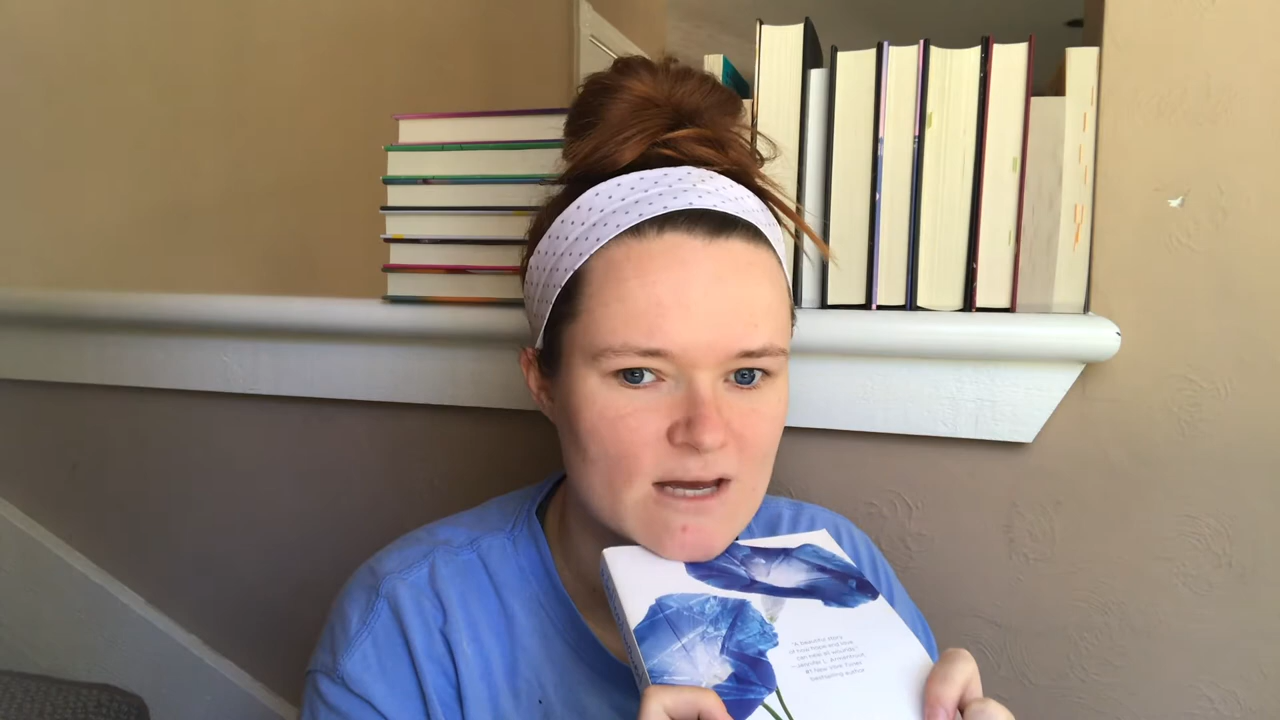 "A beautiful story
of how hope and love
can heal all wounds."
—Jennifer L. Armentrout,
#1 New York Times
bestselling author